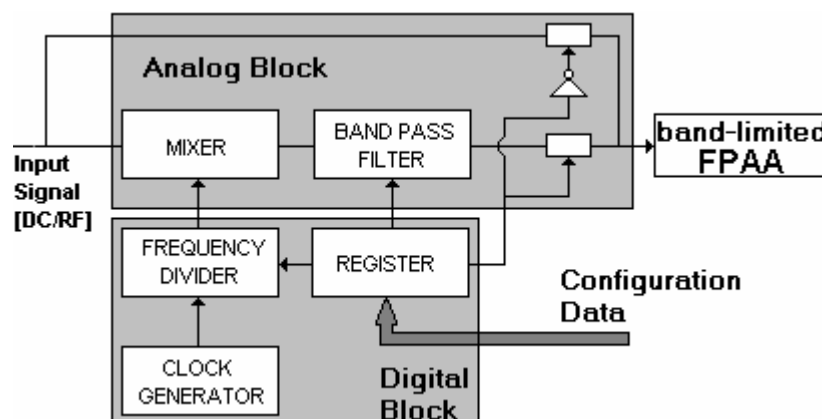 Analog Block
MIXER
BAND PASS
FILTER
band-limited
FPAA
Input
Signal
[DC/RF]
FREQUENCY
DIVIDER
REGISTER
Configuration
Data
CLOCK
GENERATOR
Digital
Block